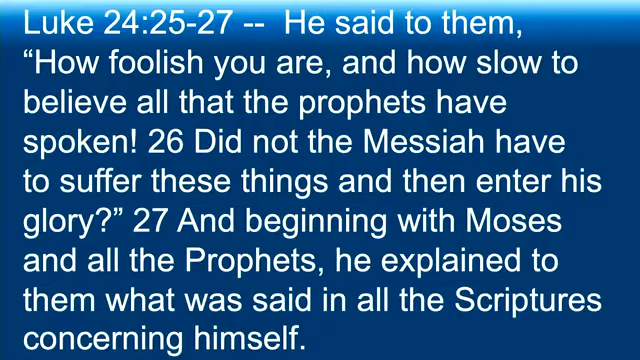 Luke 24:25-27 --  He said to them,
“How foolish you are, and how slow to
believe all that the prophets have
spoken! 26 Did not the Messiah have
to suffer these things and then enter his
glory?” 27 And beginning with Moses
and all the Prophets, he explained to
them what was said in all the Scriptures
concerning himself.